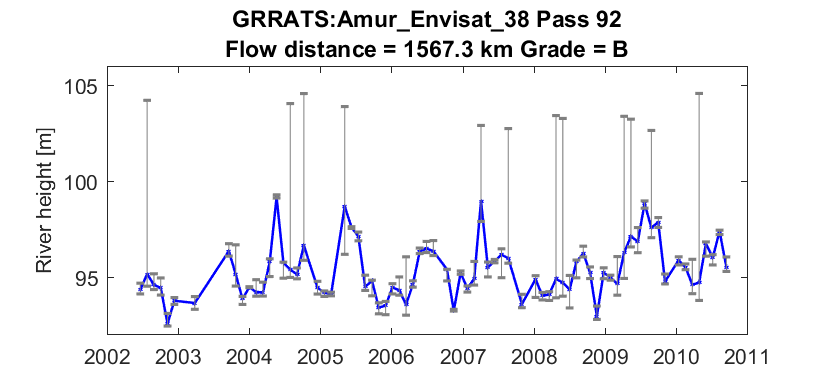 GRRATS:Amur_Envisat_38 Pass 92
Flow distance = 1567.3 km Grade = B
River height [m]
105
100
95
2002 2003 2004 2005 2006 2007 2008 2009 2010 2011